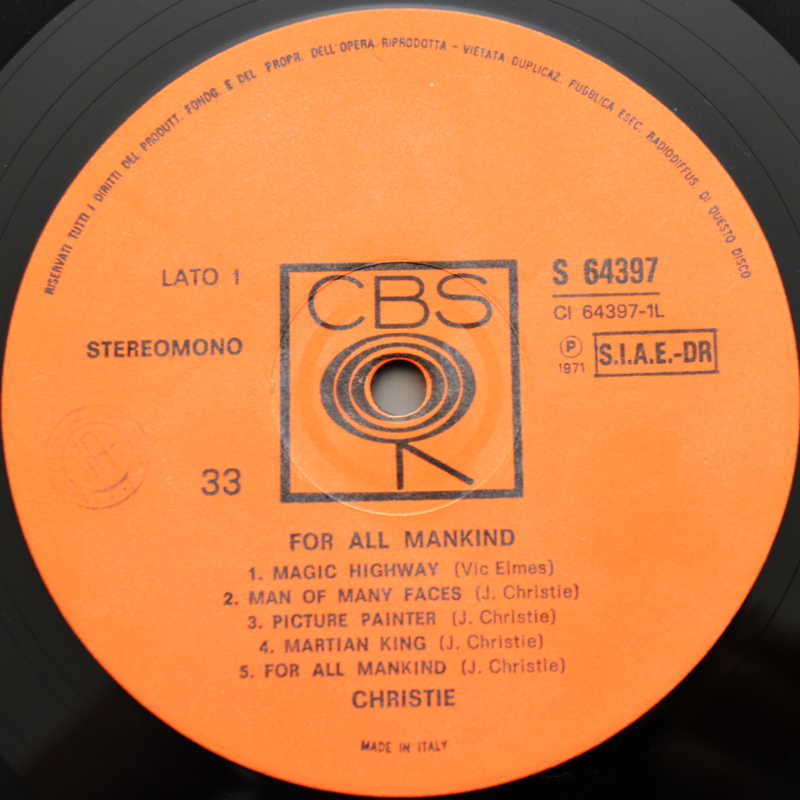 RISERVATI TUTTI I DIRITTI DEL PRODUTT. FONOG. E DEL PROPR. DELL'OPERA RIPRODOTTA - VIETATA DUPLICAZ. PUBBLICA ESEC. RADIODIFFUS. DI QUESTO DISCO
LATO 1
CBS
S 64397
CI 64397-1L
STEREOMONO
P
1971
S.I.A.E.-DR
33
FOR ALL MANKIND
1. MAGIC HIGHWAY (Vic Elmes)
2. MAN OF MANY FACES (J. Christie)
3. PICTURE PAINTER (J. Christie)
4. MARTIAN KING (J. Christie)
5. FOR ALL MANKIND (J. Christie)
CHRISTIE
MADE IN ITALY